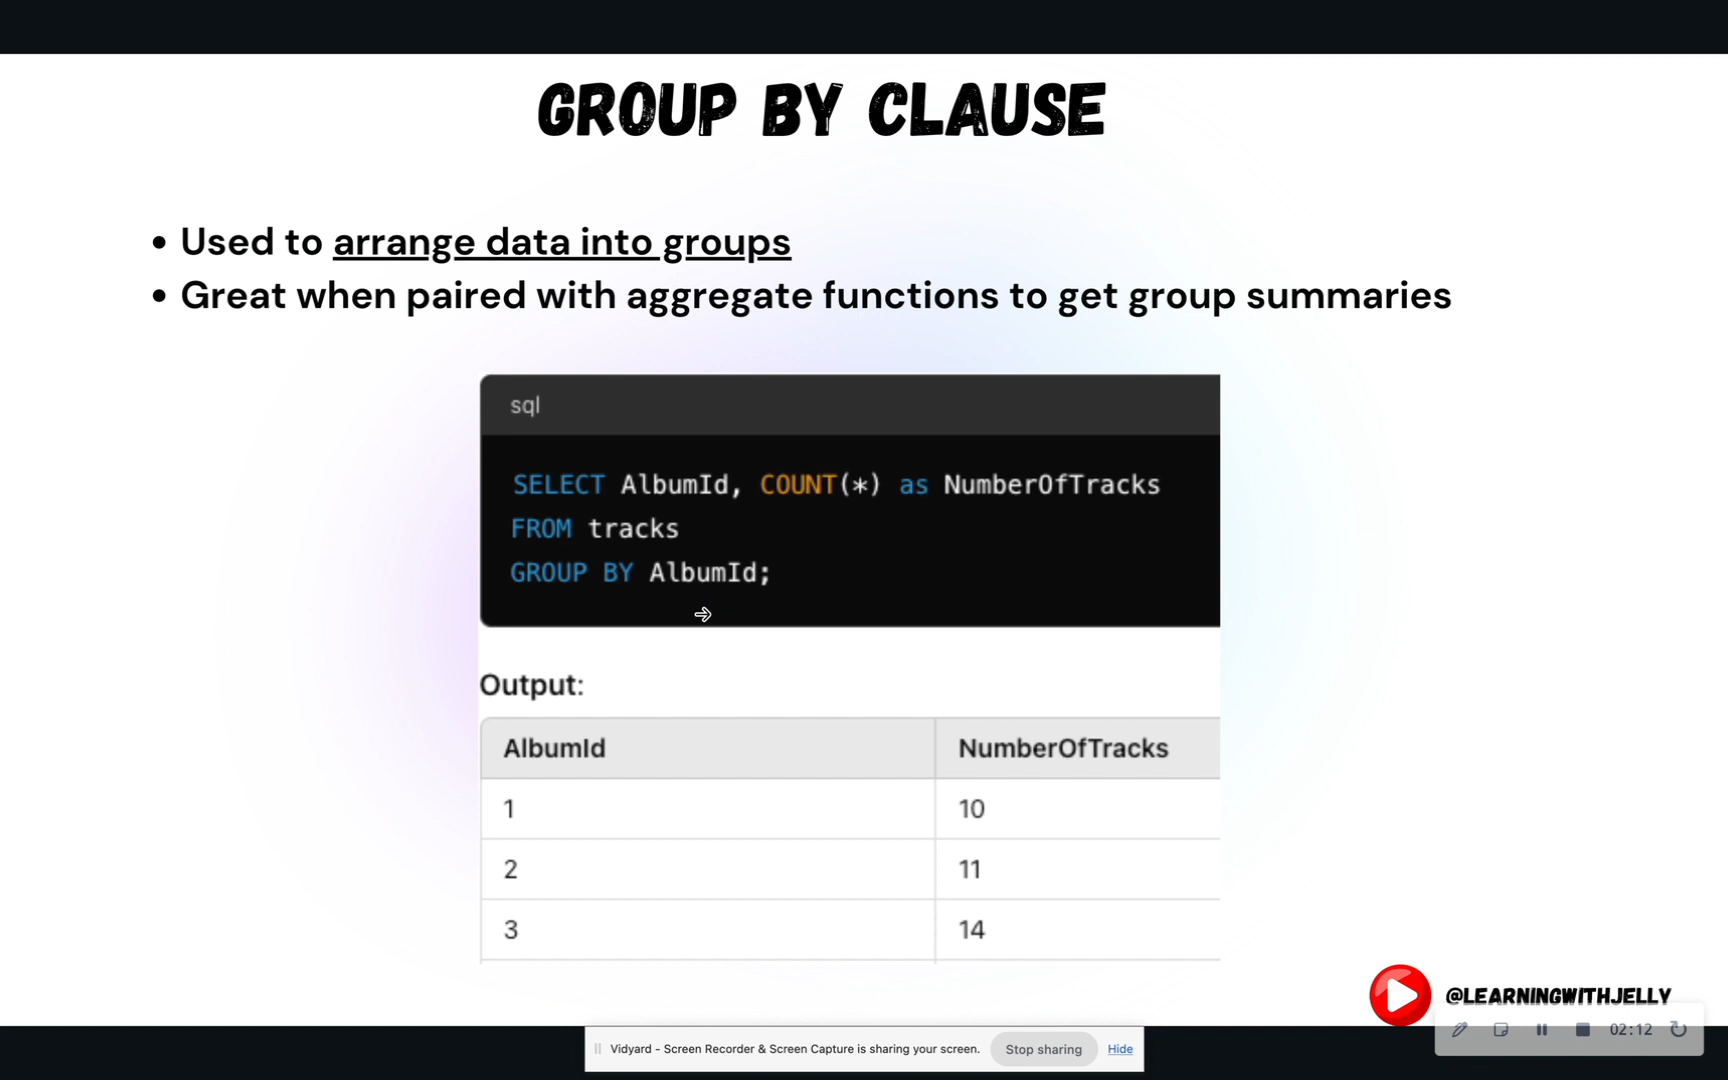 GROUP BY CLAUSE
• Used to arrange data into groups
• Great when paired with aggregate functions to get group summaries
sql
SELECT AlbumId, COUNT(*) as NumberOfTracks
FROM tracks
GROUP BY AlbumId;
Output:
AlbumId NumberOfTracks
1 10
2 11
3 14
@LEARNINGWITHJELLY
02:12
Vidyard - Screen Recorder & Screen Capture is sharing your screen. Stop sharing Hide